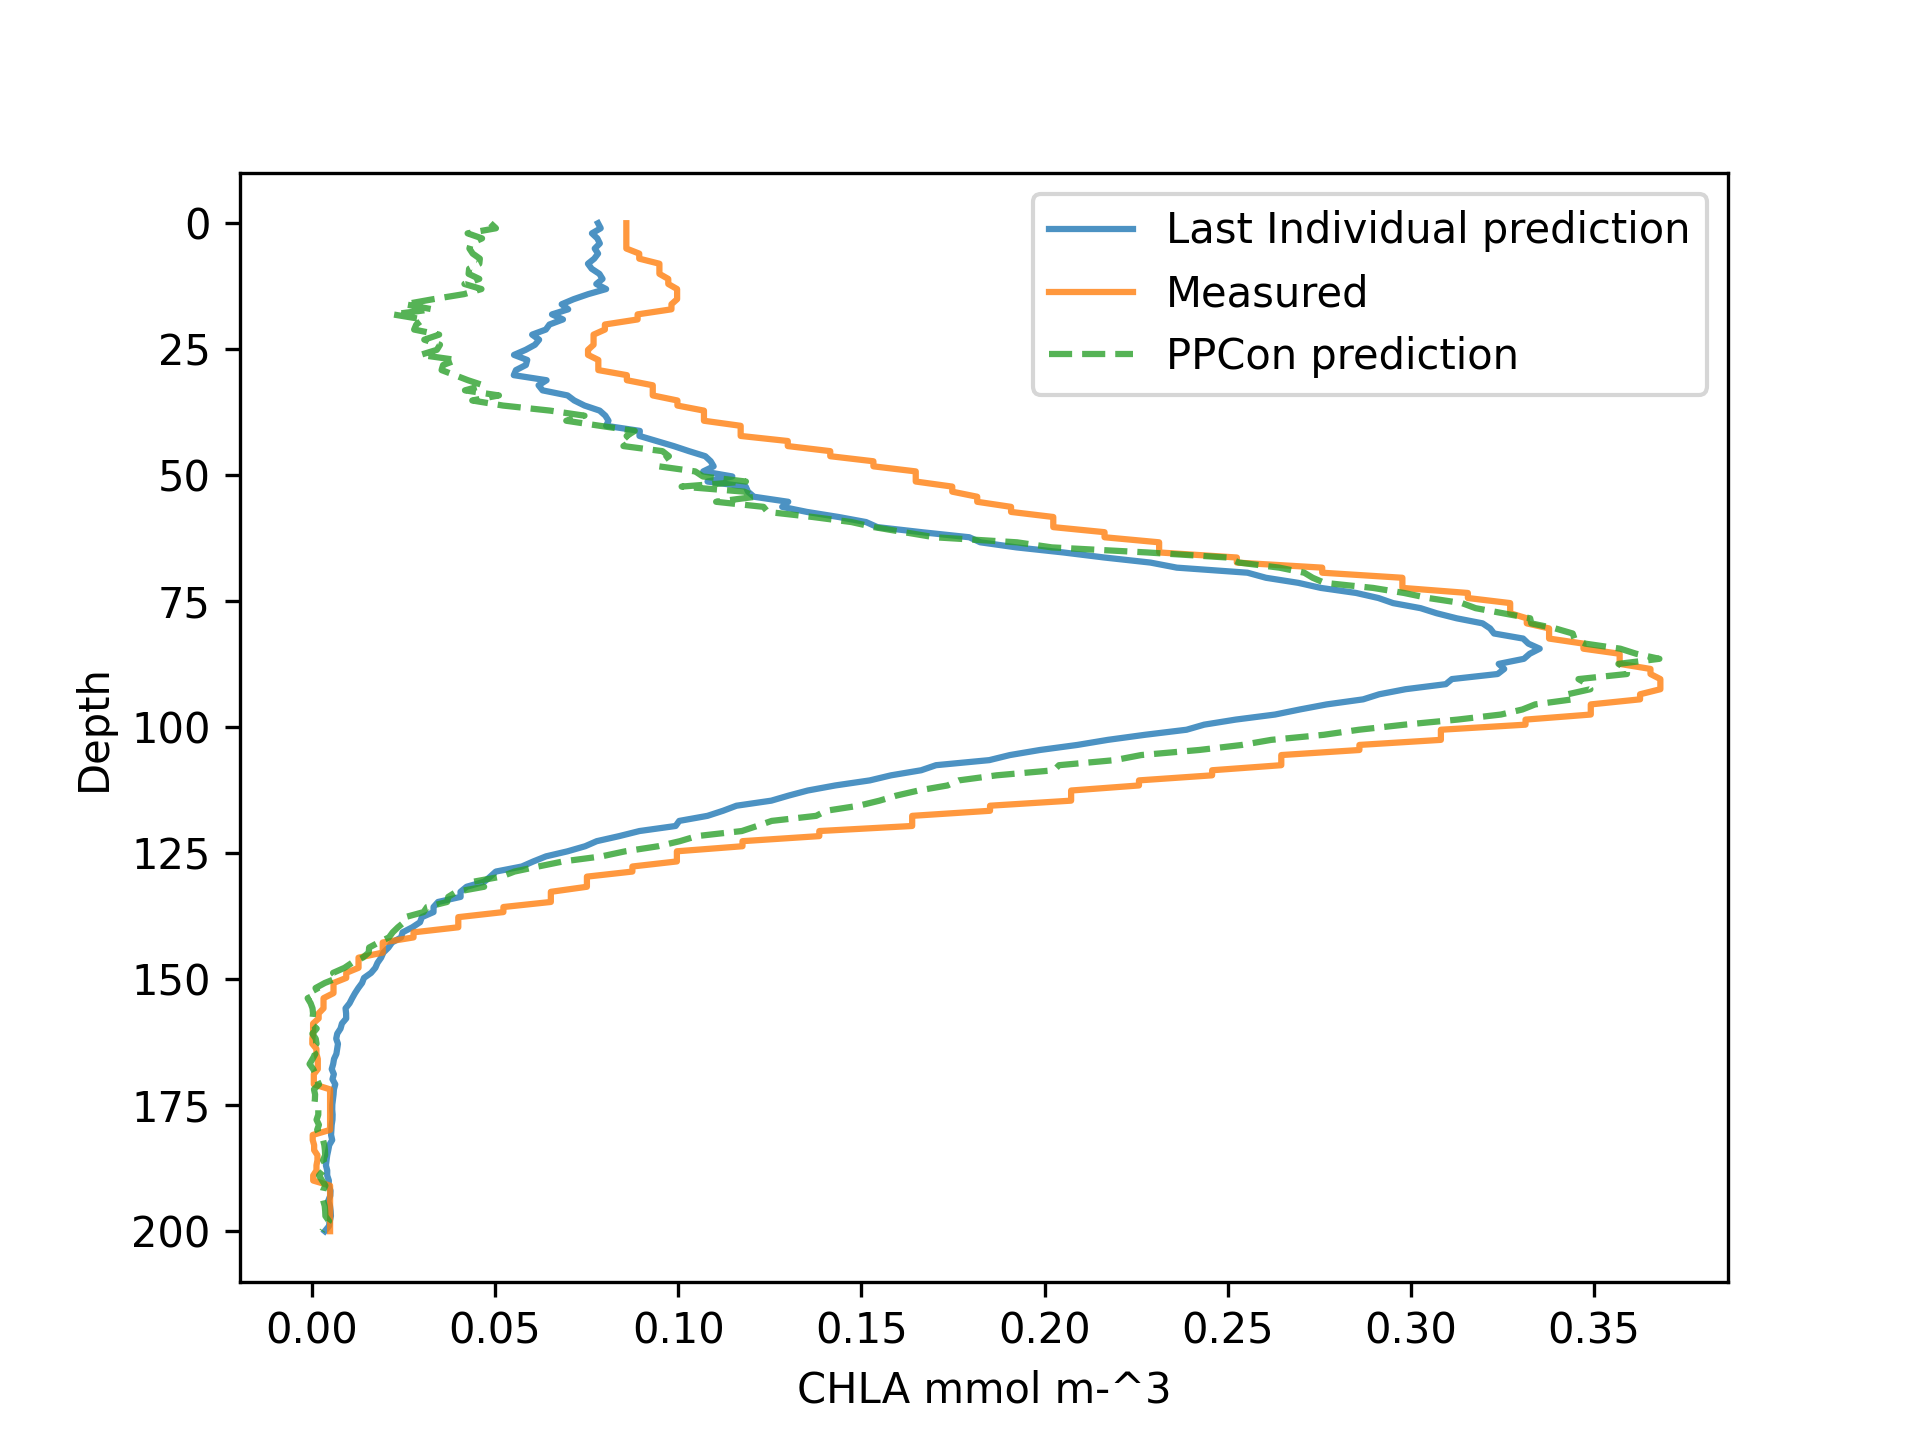 Last Individual prediction
Measured
PPCon prediction
0
25
50
75
100
125
150
175
200
Depth
0.00 0.05 0.10 0.15 0.20 0.25 0.30 0.35
CHLA mmol m-^3